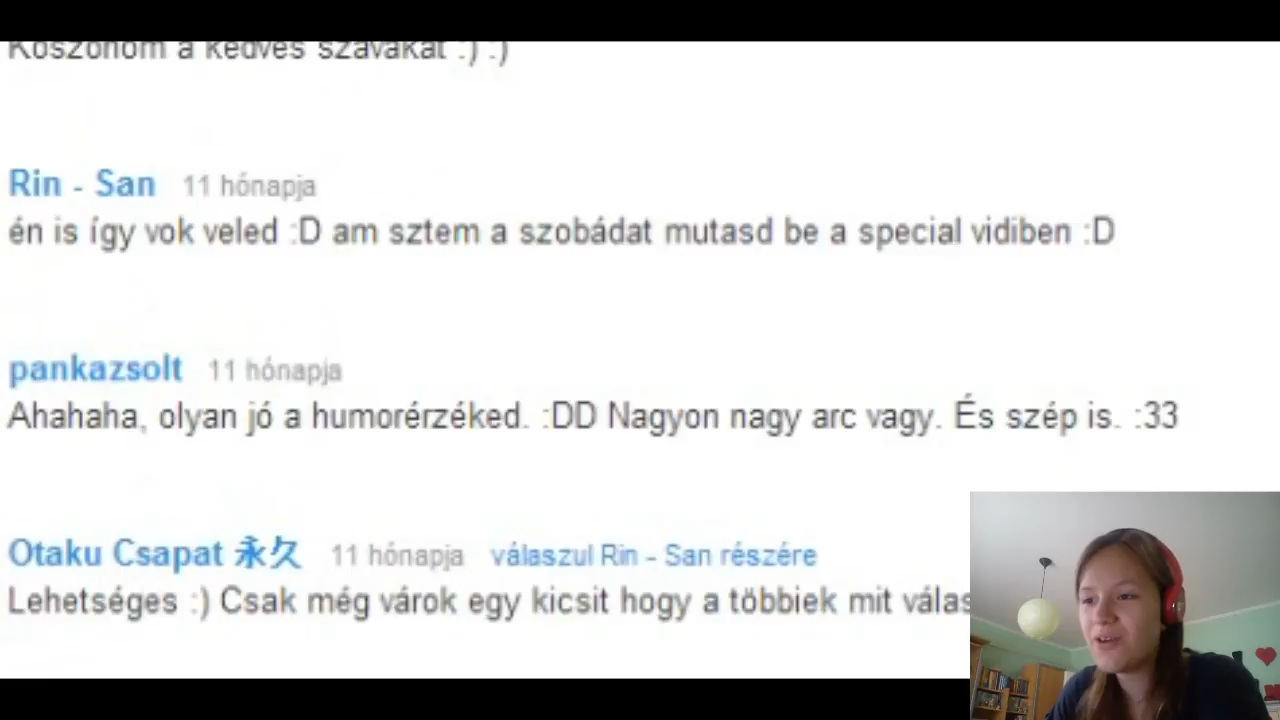 Köszönöm a kedves szavakat :) :)
Rin - San 11 hónapja
én is így vok veled :D am sztem a szobádat mutasd be a special vidiben :D
pankazsolt 11 hónapja
Ahahaha, olyan jó a humorérzéked. :DD Nagyon nagy arc vagy. És szép is. :33
Otaku Csapat 永久 11 hónapja válaszul Rin - San részére
Lehetséges :) Csak még várok egy kicsit hogy a többiek mit válas